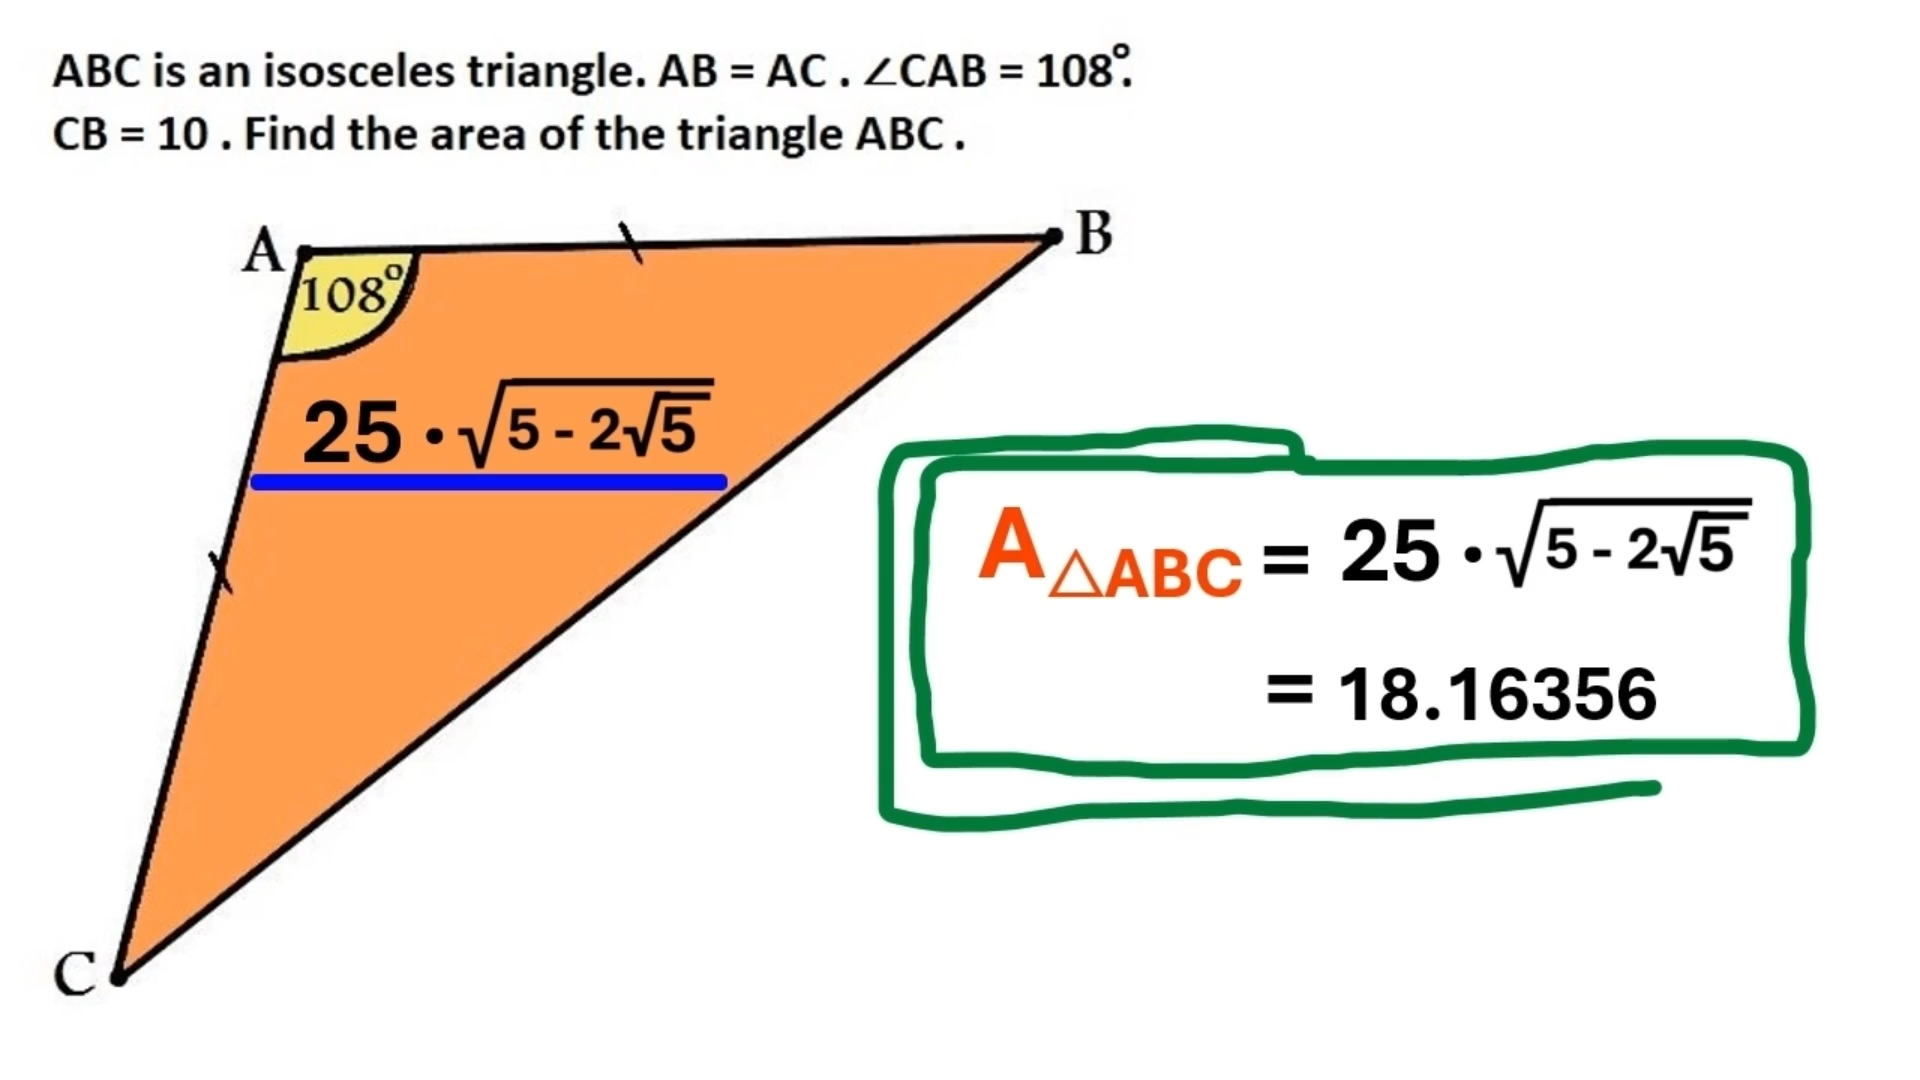 ABC is an isosceles triangle. AB = AC . ∠CAB = 108°.
CB = 10 . Find the area of the triangle ABC .
A
B
108°
25 · √(5 - 2√5)
A△ABC = 25 · √(5 - 2√5)
= 18.16356
C